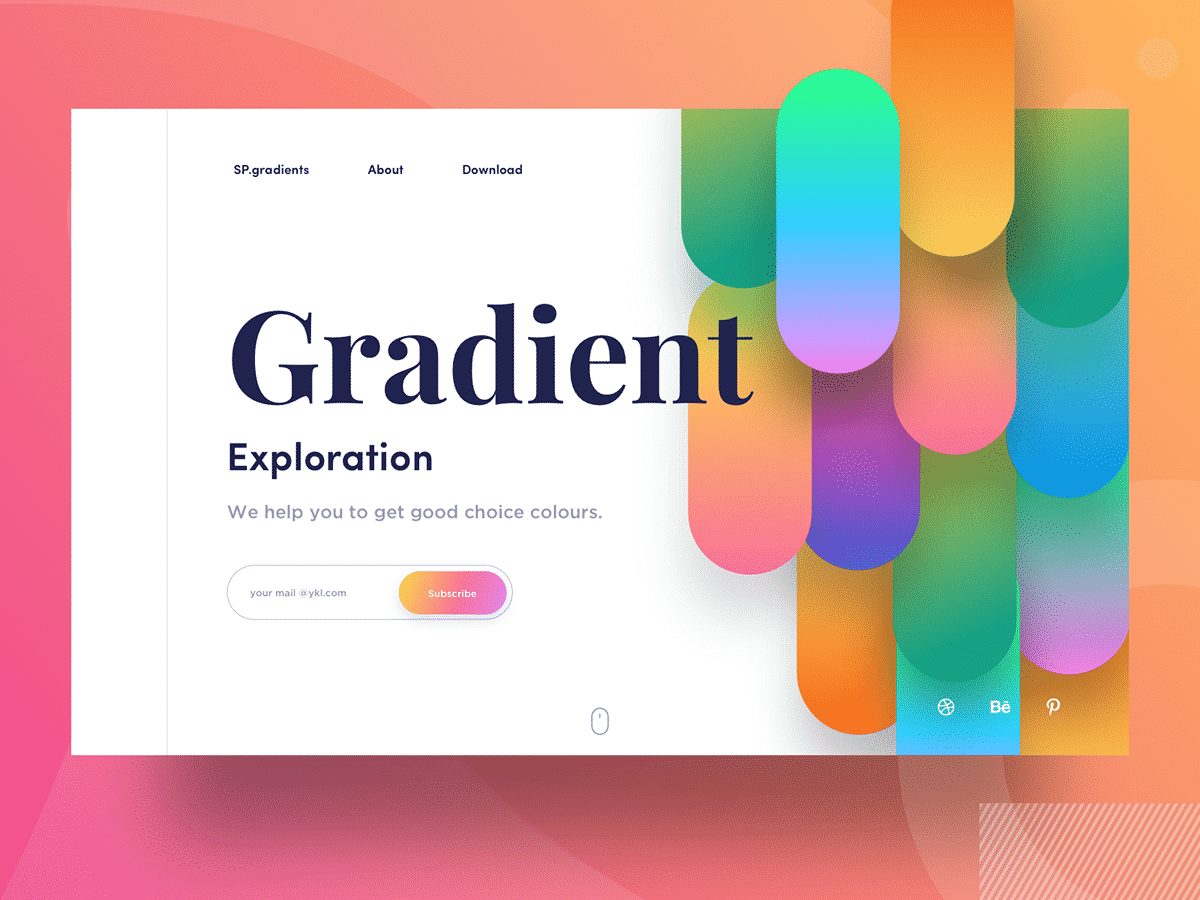 SP.gradients About Download
Gradient
Exploration
We help you to get good choice colours.
your mail @ykl.com Subscribe
Bē